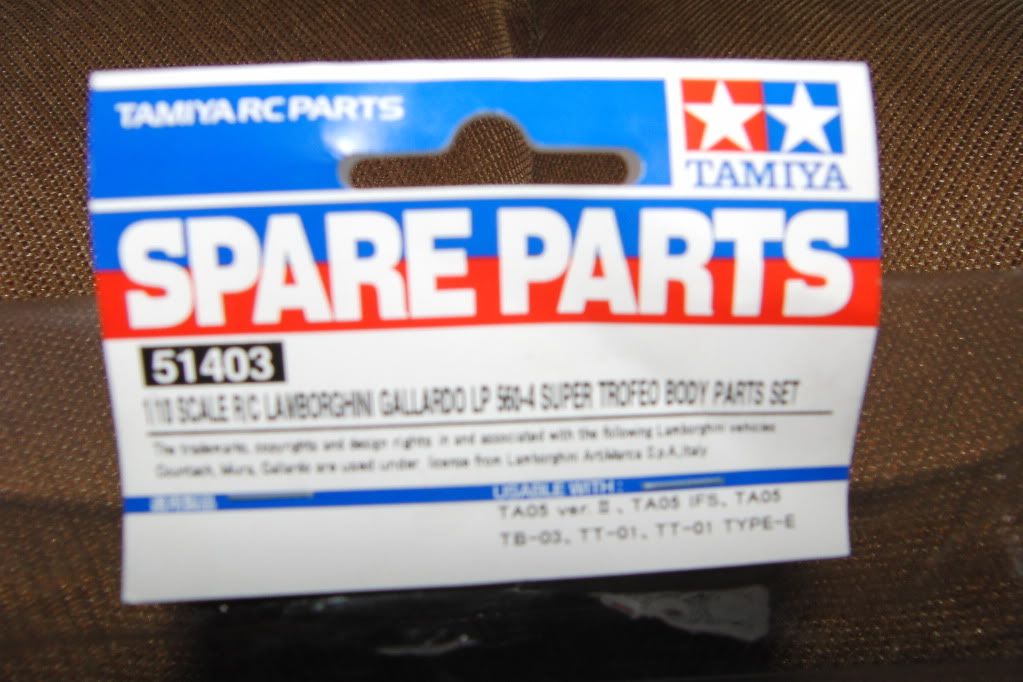 TAMIYA RC PARTS
TAMIYA
SPARE PARTS
51403
1:10 SCALE R/C LAMBORGHINI GALLARDO LP 560-4 SUPER TROFEO BODY PARTS SET
The trademarks, copyrights and design rights in and associated with the following Lamborghini vehicles
Countach, Miura, Gallardo are used under license from Lamborghini ArtiMarca S.p.A, Italy
USABLE WITH :
TA05 ver. II, TA05 IFS, TA05
TB-03, TT-01, TT-01 TYPE-E